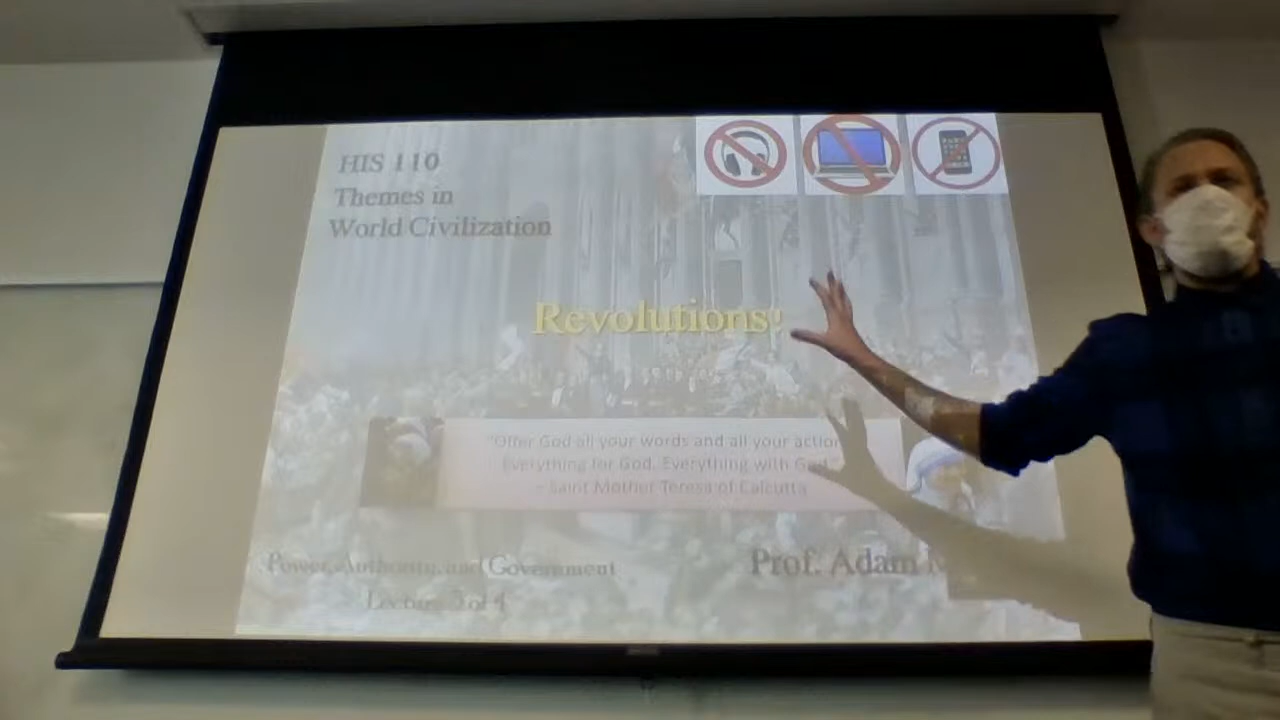 HIS 110
Themes in
World Civilization
Revolutions!
"Offer God all your words and all your action
Everything for God. Everything with God."
- Saint Mother Teresa of Calcutta
Power, Authority, and Government
Prof. Adam
Lecture 3 of 4